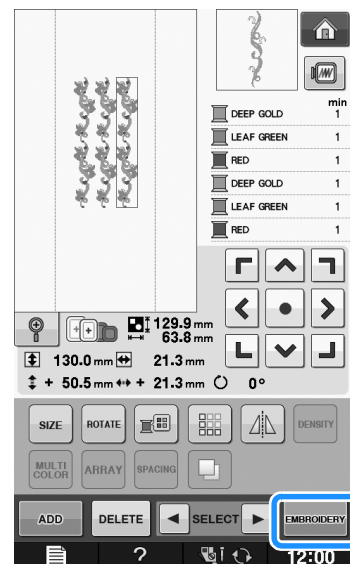 min
DEEP GOLD 1
LEAF GREEN 1
RED 1
DEEP GOLD 1
LEAF GREEN 1
RED 1
129.9 mm
63.8 mm
130.0 mm 21.3 mm
+ 50.5 mm + 21.3 mm 0°
SIZE ROTATE DENSITY
MULTI COLOR ARRAY SPACING
ADD DELETE SELECT EMBROIDERY
? 12:00